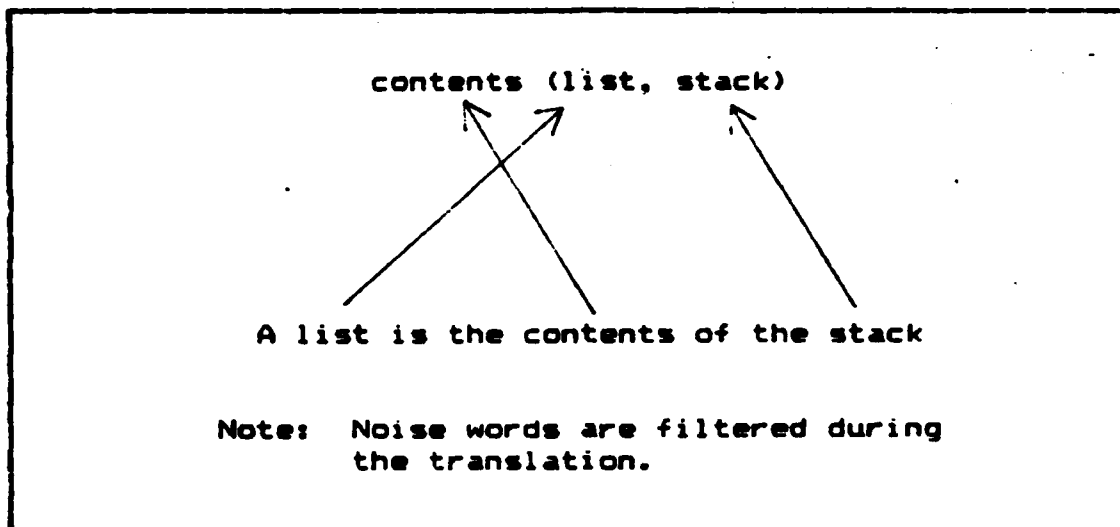 contents (list, stack)
A list is the contents of the stack
Note: Noise words are filtered during
the translation.